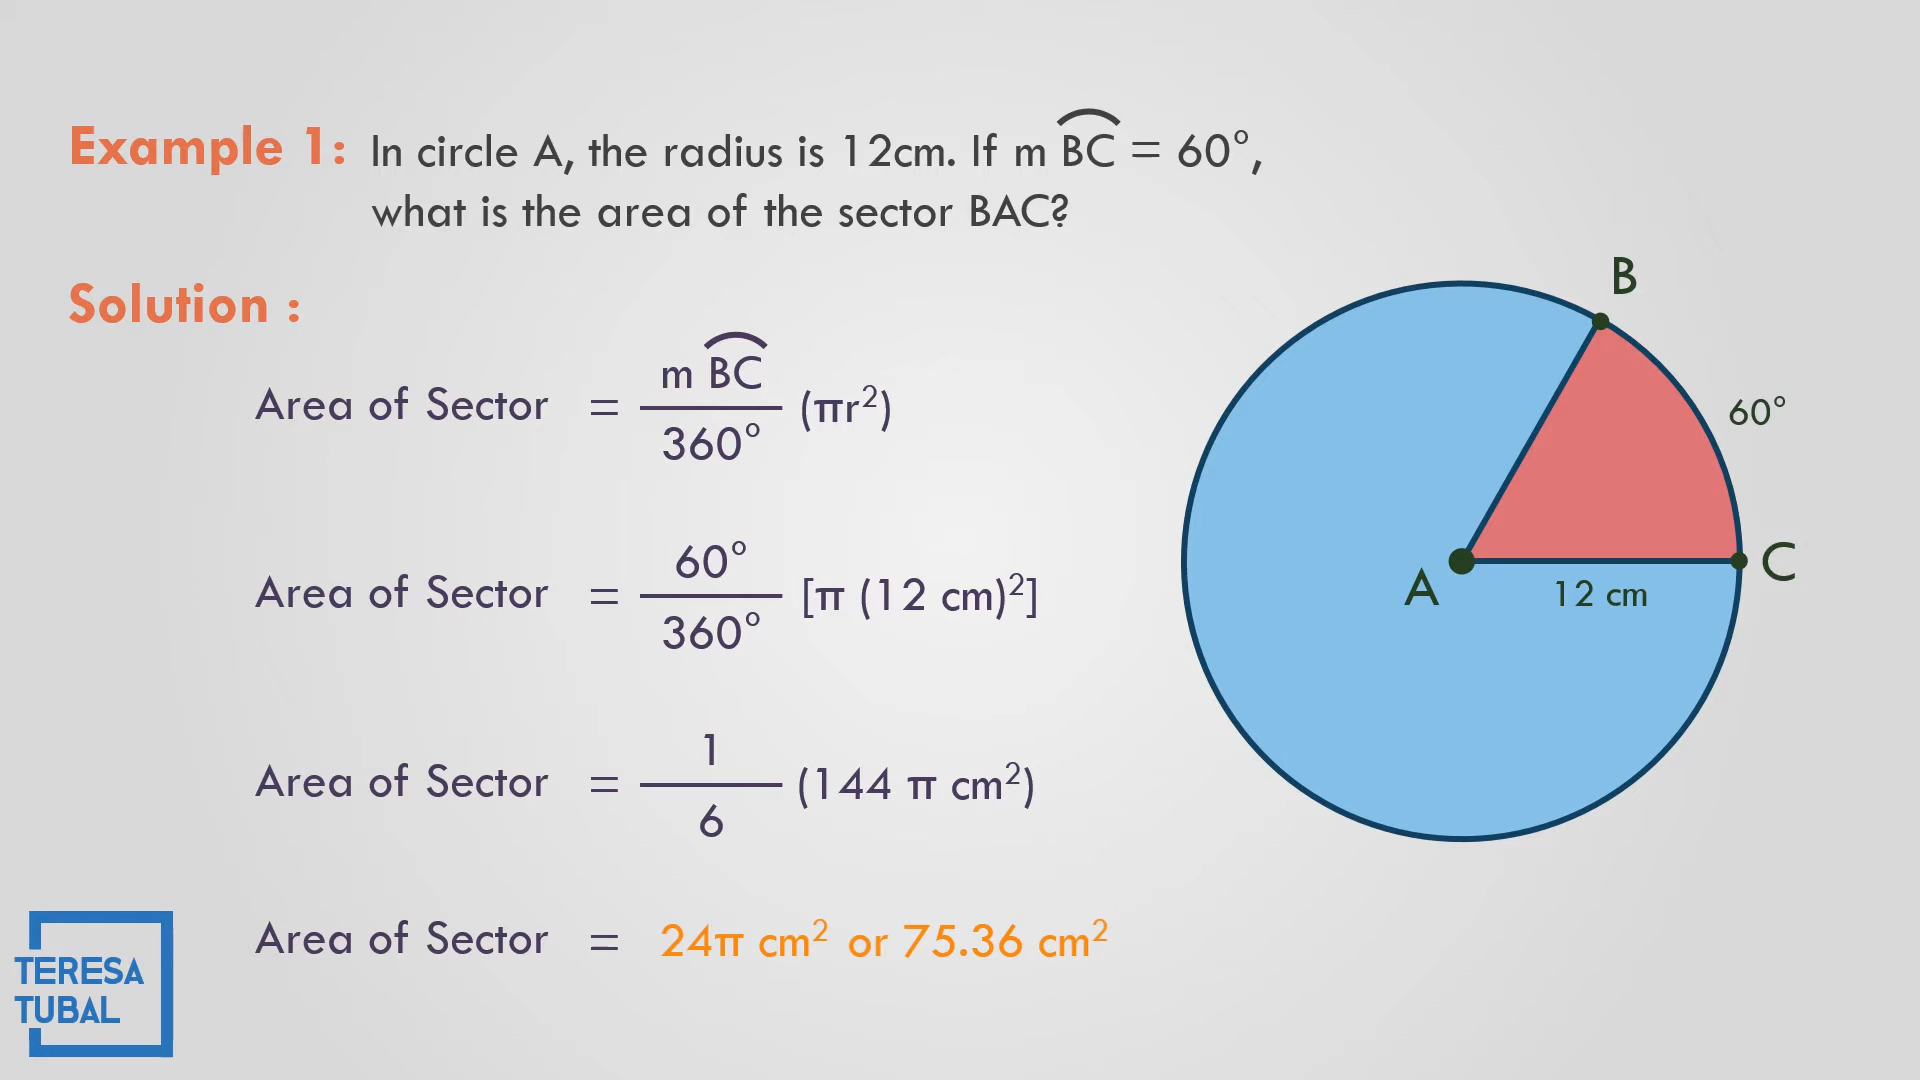 Example 1: In circle A, the radius is 12cm. If m BC = 60°,
what is the area of the sector BAC?
Solution :
Area of Sector = m BC / 360° (πr²)
Area of Sector = 60° / 360° [π (12 cm)²]
Area of Sector = 1 / 6 (144 π cm²)
Area of Sector = 24π cm² or 75.36 cm²
B
60°
A
C
12 cm
TERESA
TUBAL